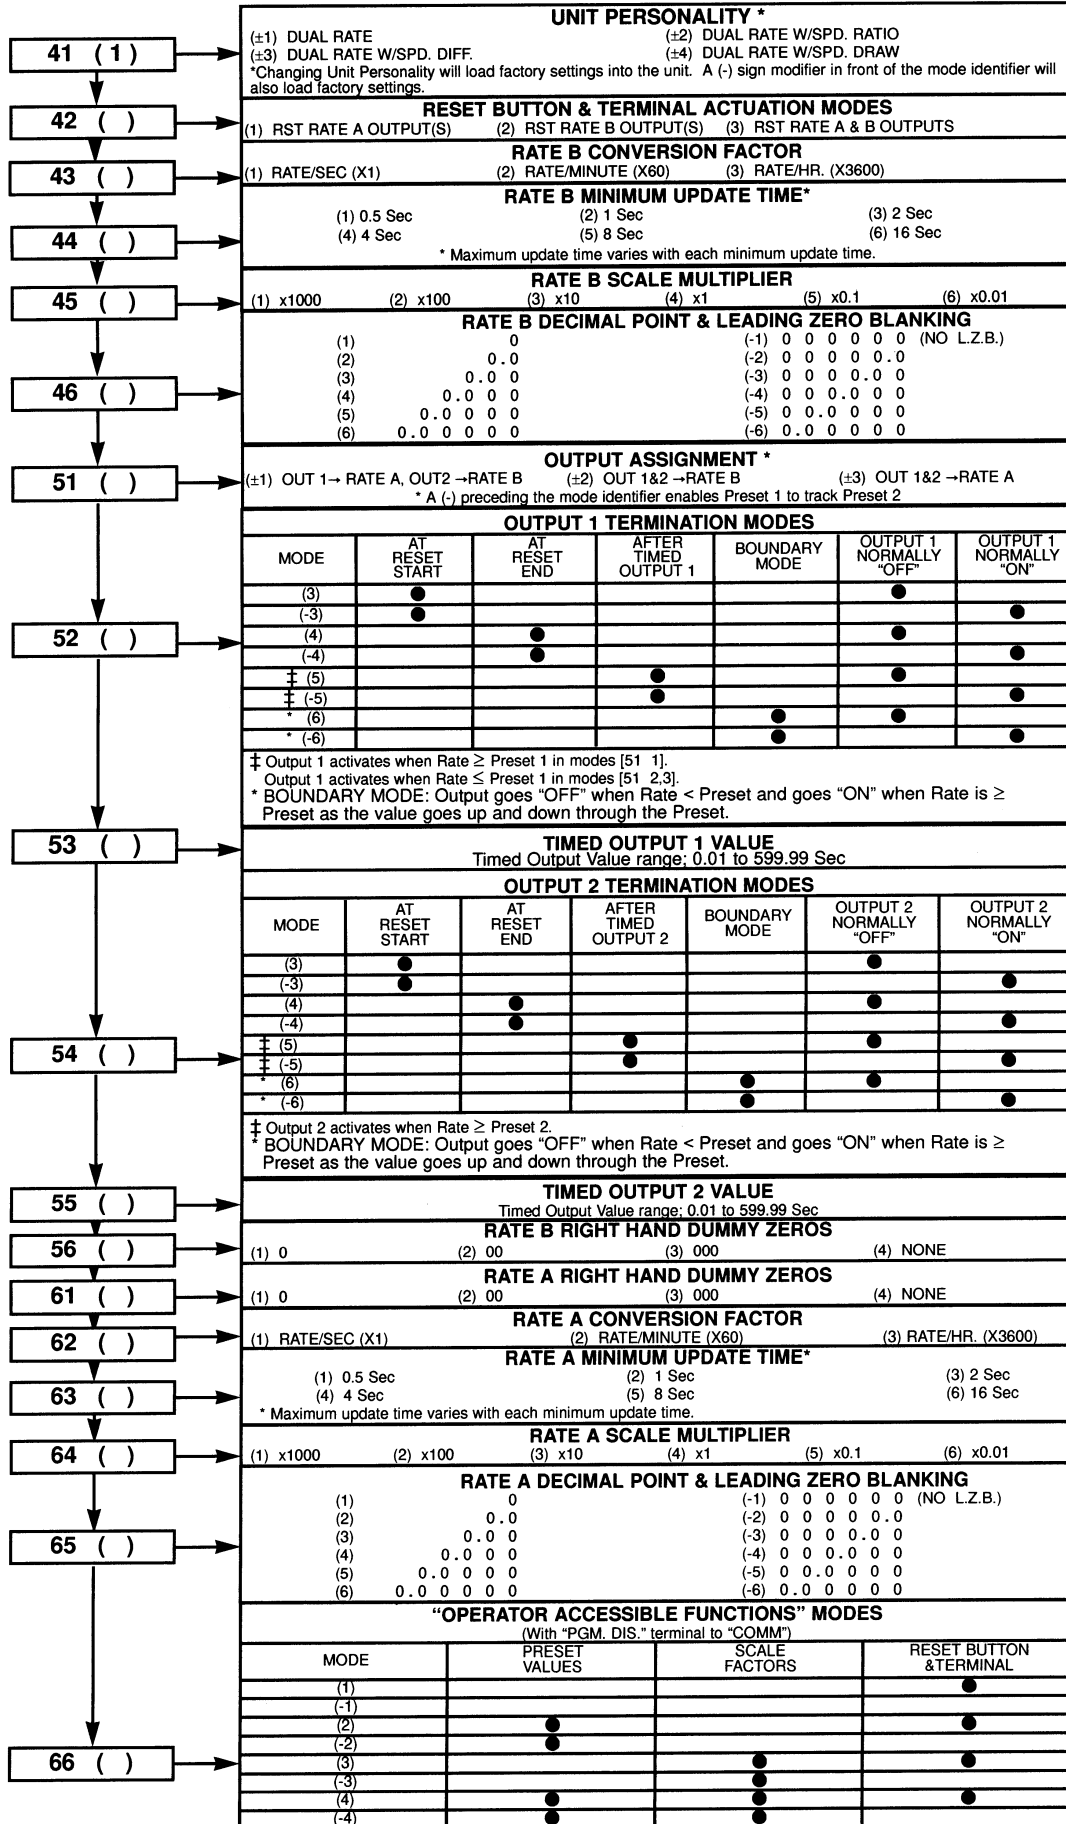 UNIT PERSONALITY *
41 ( 1 )
(±1) DUAL RATE (±2) DUAL RATE W/SPD. RATIO
(±3) DUAL RATE W/SPD. DIFF. (±4) DUAL RATE W/SPD. DRAW
*Changing Unit Personality will load factory settings into the unit. A (-) sign modifier in front of the mode identifier will
also load factory settings.
42 ( )
RESET BUTTON & TERMINAL ACTUATION MODES
(1) RST RATE A OUTPUT(S) (2) RST RATE B OUTPUT(S) (3) RST RATE A & B OUTPUTS
43 ( )
RATE B CONVERSION FACTOR
(1) RATE/SEC (X1) (2) RATE/MINUTE (X60) (3) RATE/HR. (X3600)
44 ( )
RATE B MINIMUM UPDATE TIME*
(1) 0.5 Sec (2) 1 Sec (3) 2 Sec
(4) 4 Sec (5) 8 Sec (6) 16 Sec
* Maximum update time varies with each minimum update time.
45 ( )
RATE B SCALE MULTIPLIER
(1) x1000 (2) x100 (3) x10 (4) x1 (5) x0.1 (6) x0.01
46 ( )
RATE B DECIMAL POINT & LEADING ZERO BLANKING
(1) 0 (-1) 0 0 0 0 0 0 (NO L.Z.B.)
(2) 0.0 (-2) 0 0 0 0 0.0
(3) 0.0 0 (-3) 0 0 0 0.0 0
(4) 0.0 0 0 (-4) 0 0 0.0 0 0
(5) 0.0 0 0 0 (-5) 0 0.0 0 0 0
(6) 0.0 0 0 0 0 (-6) 0.0 0 0 0 0
51 ( )
OUTPUT ASSIGNMENT *
(±1) OUT 1→ RATE A, OUT2 →RATE B (±2) OUT 1&2 →RATE B (±3) OUT 1&2 →RATE A
* A (-) preceding the mode identifier enables Preset 1 to track Preset 2
52 ( )
OUTPUT 1 TERMINATION MODES
MODE AT RESET START AT RESET END AFTER TIMED OUTPUT 1 BOUNDARY MODE OUTPUT 1 NORMALLY “OFF” OUTPUT 1 NORMALLY “ON”
(3) ● ●
(-3) ● ●
(4) ● ●
(-4) ● ●
‡ (5) ● ●
‡ (-5) ● ●
* (6) ● ●
* (-6) ● ●
‡ Output 1 activates when Rate ≥ Preset 1 in modes [51 1].
Output 1 activates when Rate ≤ Preset 1 in modes [51 2,3].
* BOUNDARY MODE: Output goes “OFF” when Rate < Preset and goes “ON” when Rate is ≥
Preset as the value goes up and down through the Preset.
53 ( )
TIMED OUTPUT 1 VALUE
Timed Output Value range; 0.01 to 599.99 Sec
54 ( )
OUTPUT 2 TERMINATION MODES
MODE AT RESET START AT RESET END AFTER TIMED OUTPUT 2 BOUNDARY MODE OUTPUT 2 NORMALLY “OFF” OUTPUT 2 NORMALLY “ON”
(3) ● ●
(-3) ● ●
(4) ● ●
(-4) ● ●
‡ (5) ● ●
‡ (-5) ● ●
* (6) ● ●
* (-6) ● ●
‡ Output 2 activates when Rate ≥ Preset 2.
* BOUNDARY MODE: Output goes “OFF” when Rate < Preset and goes “ON” when Rate is ≥
Preset as the value goes up and down through the Preset.
55 ( )
TIMED OUTPUT 2 VALUE
Timed Output Value range; 0.01 to 599.99 Sec
56 ( )
RATE B RIGHT HAND DUMMY ZEROS
(1) 0 (2) 00 (3) 000 (4) NONE
61 ( )
RATE A RIGHT HAND DUMMY ZEROS
(1) 0 (2) 00 (3) 000 (4) NONE
62 ( )
RATE A CONVERSION FACTOR
(1) RATE/SEC (X1) (2) RATE/MINUTE (X60) (3) RATE/HR. (X3600)
63 ( )
RATE A MINIMUM UPDATE TIME*
(1) 0.5 Sec (2) 1 Sec (3) 2 Sec
(4) 4 Sec (5) 8 Sec (6) 16 Sec
* Maximum update time varies with each minimum update time.
64 ( )
RATE A SCALE MULTIPLIER
(1) x1000 (2) x100 (3) x10 (4) x1 (5) x0.1 (6) x0.01
65 ( )
RATE A DECIMAL POINT & LEADING ZERO BLANKING
(1) 0 (-1) 0 0 0 0 0 0 (NO L.Z.B.)
(2) 0.0 (-2) 0 0 0 0 0.0
(3) 0.0 0 (-3) 0 0 0 0.0 0
(4) 0.0 0 0 (-4) 0 0 0.0 0 0
(5) 0.0 0 0 0 (-5) 0 0.0 0 0 0
(6) 0.0 0 0 0 0 (-6) 0.0 0 0 0 0
66 ( )
“OPERATOR ACCESSIBLE FUNCTIONS” MODES
(With “PGM. DIS.” terminal to “COMM”)
MODE PRESET VALUES SCALE FACTORS RESET BUTTON &TERMINAL
(1) ●
(-1)
(2) ● ●
(-2) ●
(3) ● ●
(-3) ●
(4) ● ● ●
(-4) ● ●